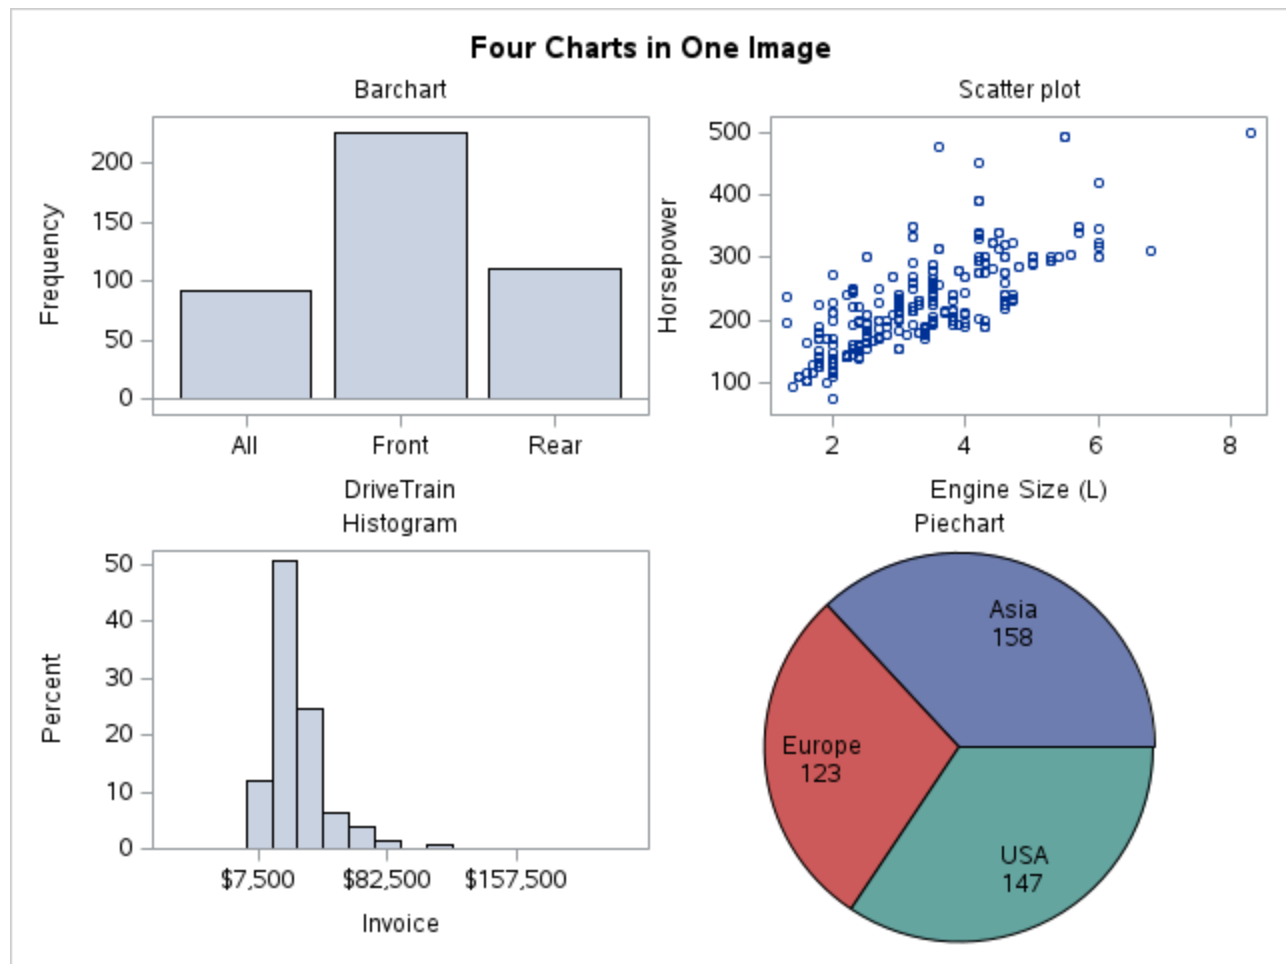 Four Charts in One Image
Barchart
Frequency
200
150
100
50
0
All Front Rear
DriveTrain
Scatter plot
Horsepower
500
400
300
200
100
2 4 6 8
Engine Size (L)
Histogram
Percent
50
40
30
20
10
0
$7,500 $82,500 $157,500
Invoice
Piechart
Asia
158
Europe
123
USA
147